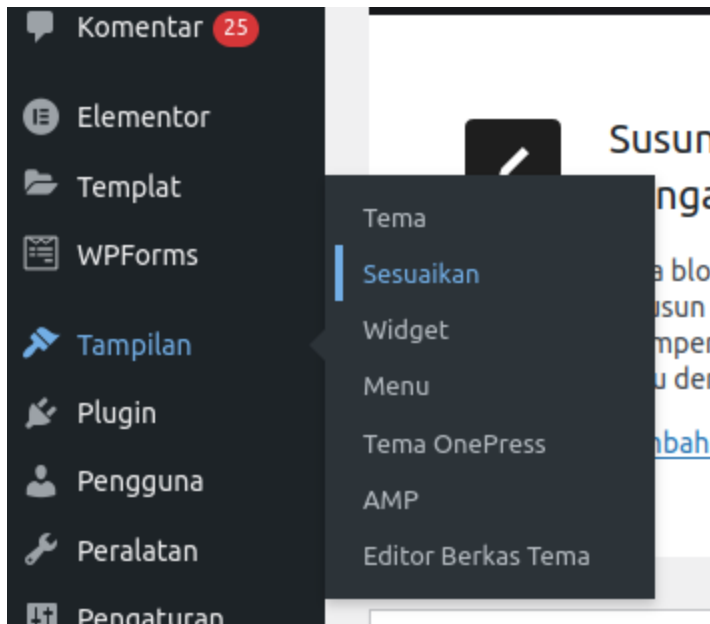 Komentar 25
Elementor
Templat
WPForms
Tampilan
Plugin
Pengguna
Peralatan
Pengaturan
Tema
Sesuaikan
Widget
Menu
Tema OnePress
AMP
Editor Berkas Tema